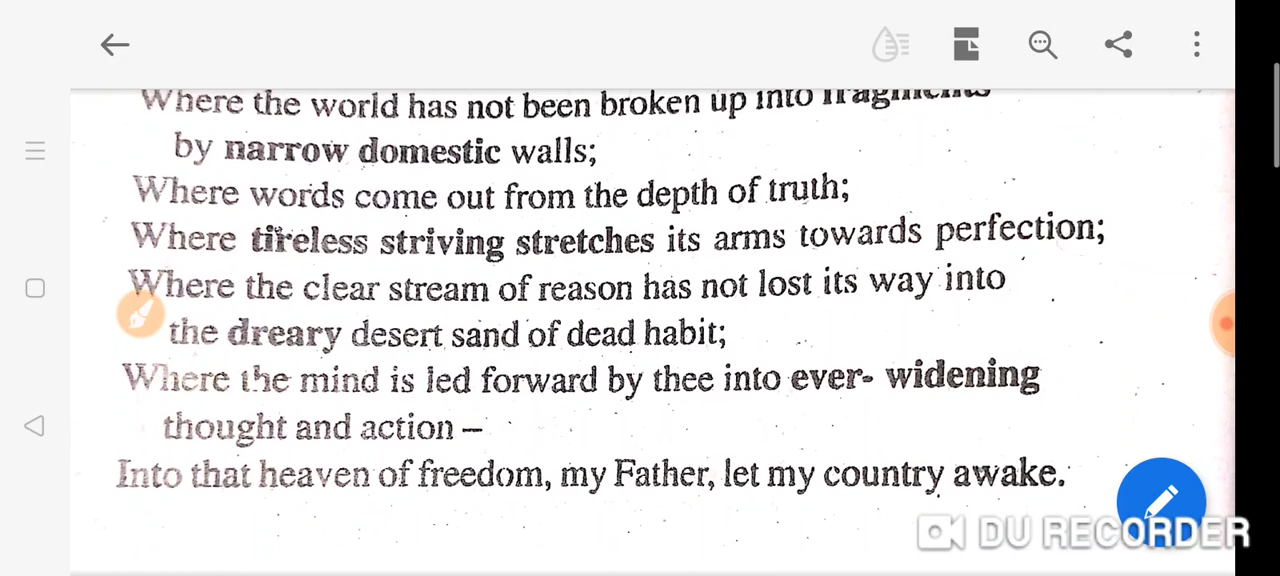 Where the world has not been broken up into fragments
by narrow domestic walls;
Where words come out from the depth of truth;
Where tireless striving stretches its arms towards perfection;
Where the clear stream of reason has not lost its way into
the dreary desert sand of dead habit;
Where the mind is led forward by thee into ever- widening
thought and action –
Into that heaven of freedom, my Father, let my country awake.
DU RECORDER